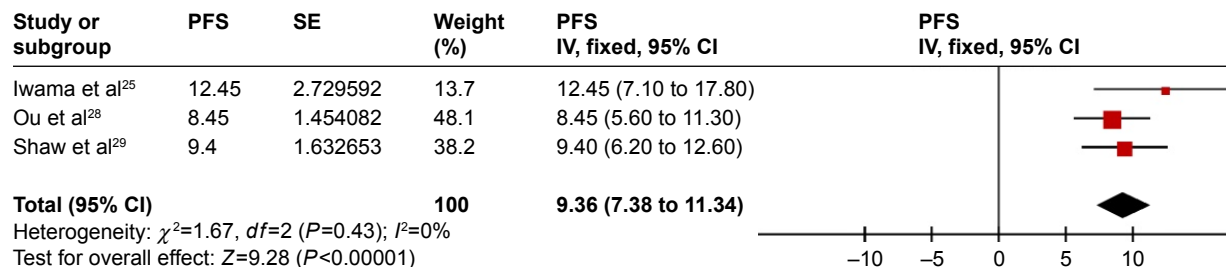 Study or subgroup PFS SE Weight (%) PFS IV, fixed, 95% CI PFS IV, fixed, 95% CI
Iwama et al²⁵ 12.45 2.729592 13.7 12.45 (7.10 to 17.80)
Ou et al²⁸ 8.45 1.454082 48.1 8.45 (5.60 to 11.30)
Shaw et al²⁹ 9.4 1.632653 38.2 9.40 (6.20 to 12.60)
Total (95% CI) 100 9.36 (7.38 to 11.34)
Heterogeneity: χ²=1.67, df=2 (P=0.43); I²=0%
Test for overall effect: Z=9.28 (P<0.00001)
−10 −5 0 5 10